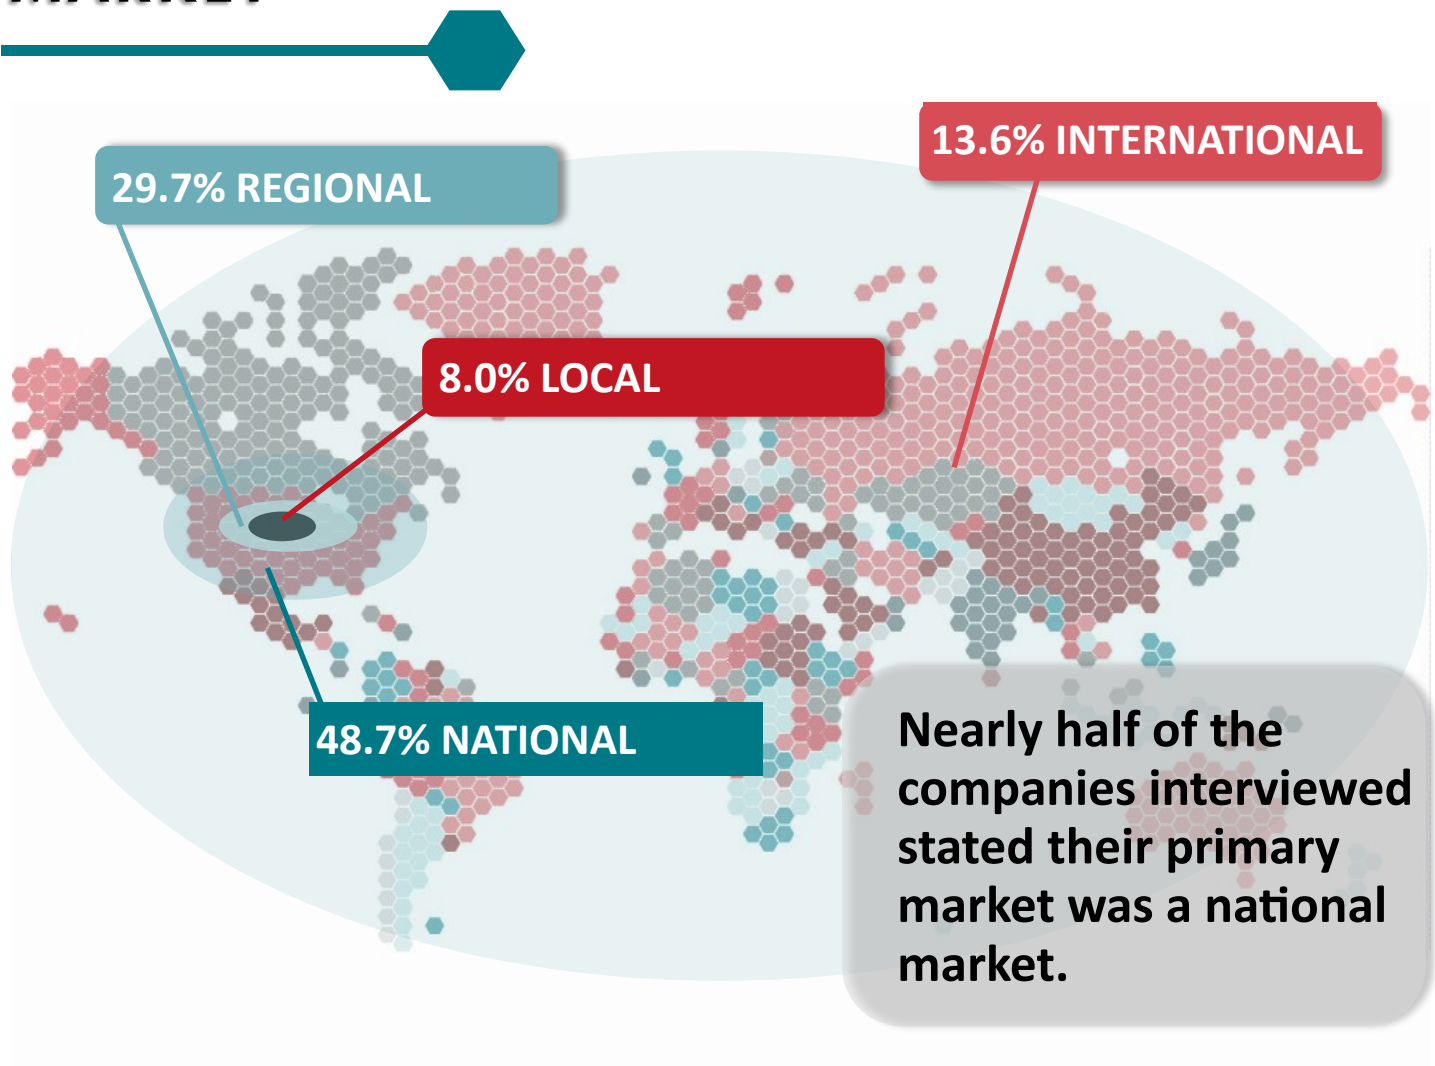 MARKET
29.7% REGIONAL
13.6% INTERNATIONAL
8.0% LOCAL
48.7% NATIONAL
Nearly half of the
companies interviewed
stated their primary
market was a national
market.